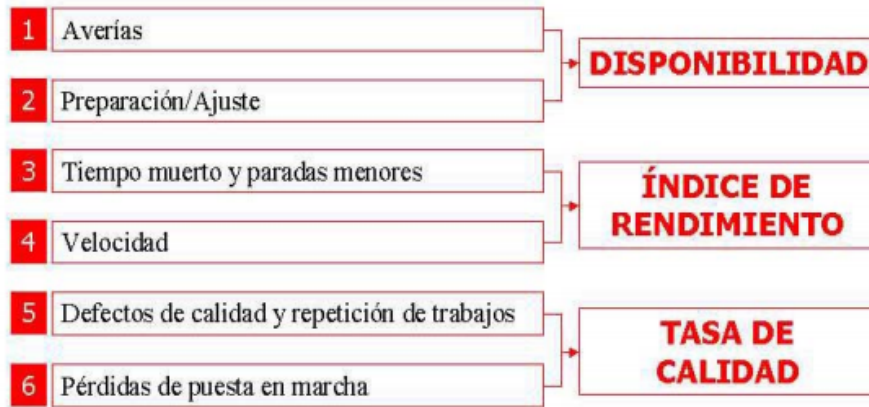 1 Averías
DISPONIBILIDAD
2 Preparación/Ajuste
3 Tiempo muerto y paradas menores
ÍNDICE DE
RENDIMIENTO
4 Velocidad
5 Defectos de calidad y repetición de trabajos
TASA DE
CALIDAD
6 Pérdidas de puesta en marcha